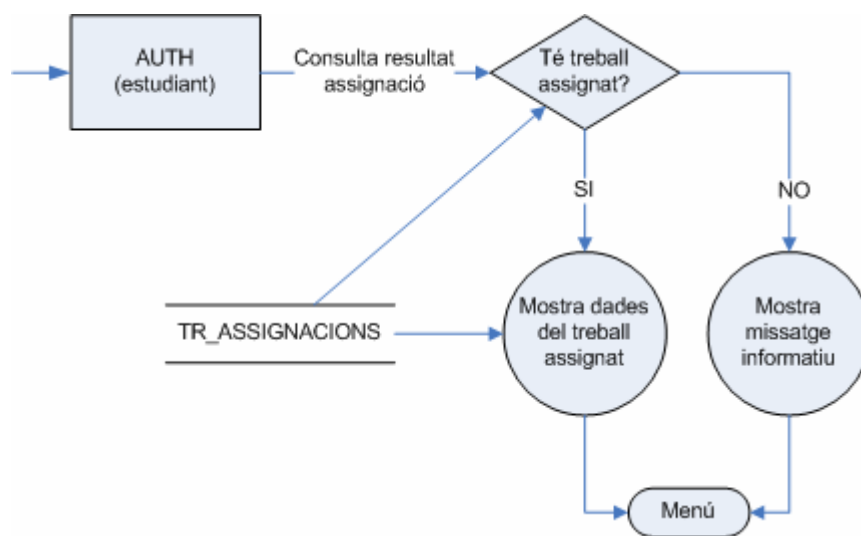 AUTH
(estudiant)
Consulta resultat
assignació
Té treball
assignat?
SI
NO
TR_ASSIGNACIONS
Mostra dades
del treball
assignat
Mostra
missatge
informatiu
Menú